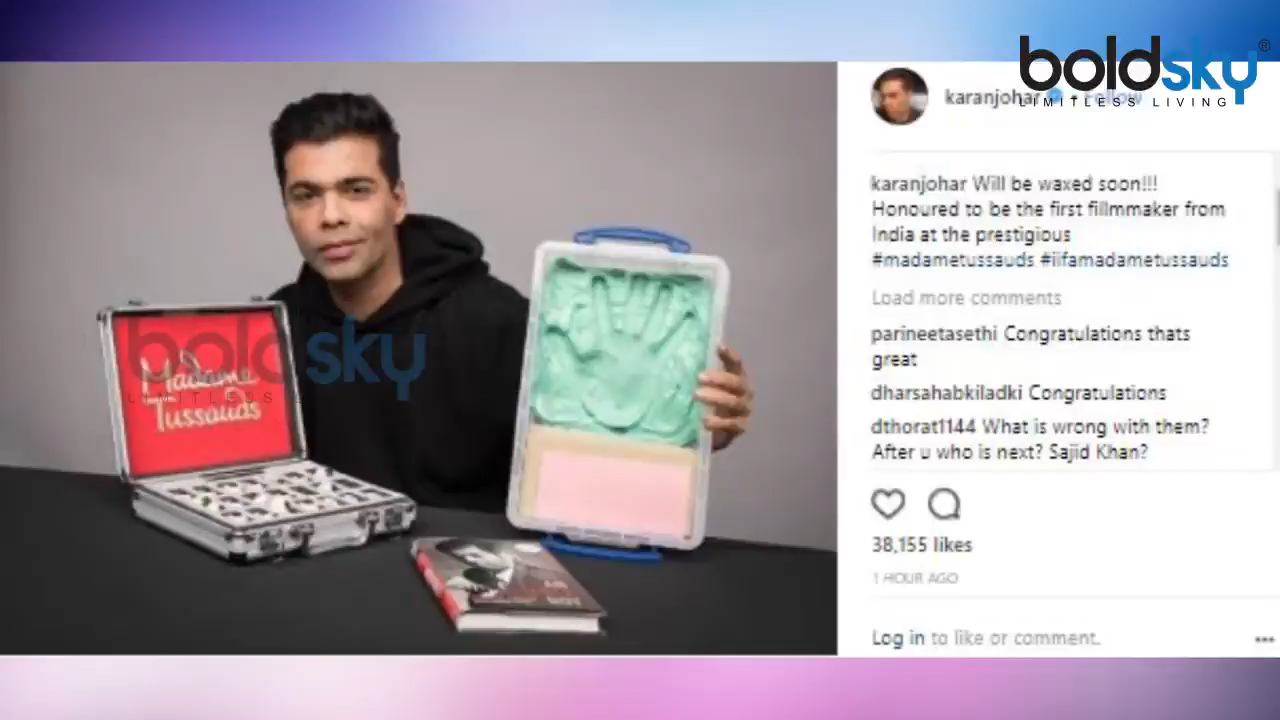 boldsky®
LIMITLESS LIVING
karanjohar
Follow
karanjohar Will be waxed soon!!!
Honoured to be the first fillmmaker from
India at the prestigious
#madametussauds #iifamadametussauds
Load more comments
parineetasethi Congratulations thats
great
dharsahabkiladki Congratulations
dthorat1144 What is wrong with them?
After u who is next? Sajid Khan?
38,155 likes
1 HOUR AGO
Log in to like or comment.
boldsky
LIMITLESS
Madame
Tussauds